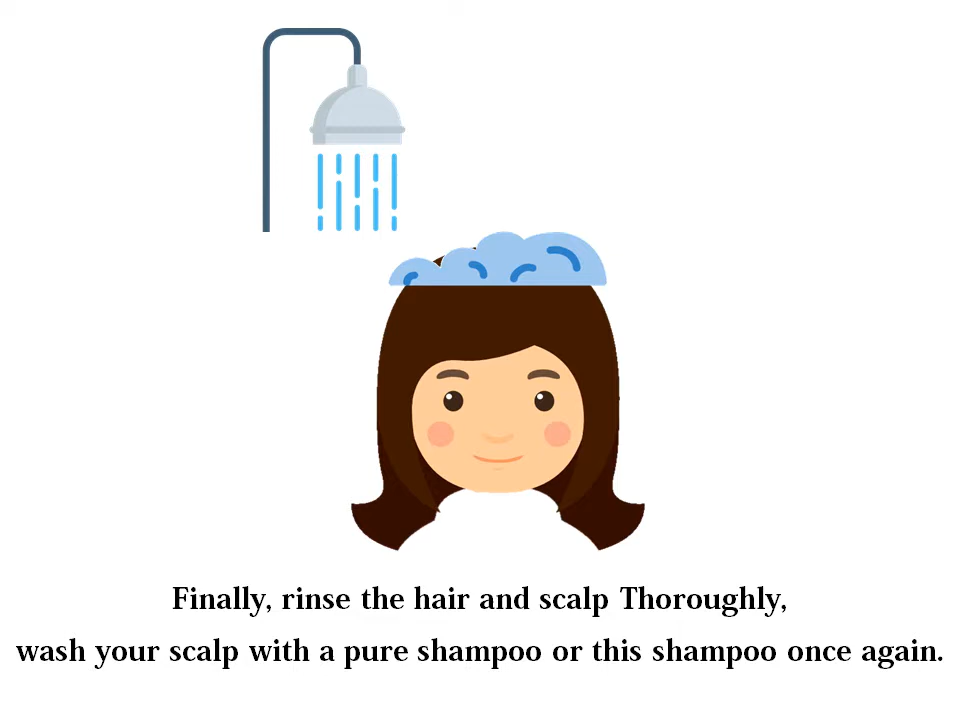 Finally, rinse the hair and scalp Thoroughly,
wash your scalp with a pure shampoo or this shampoo once again.